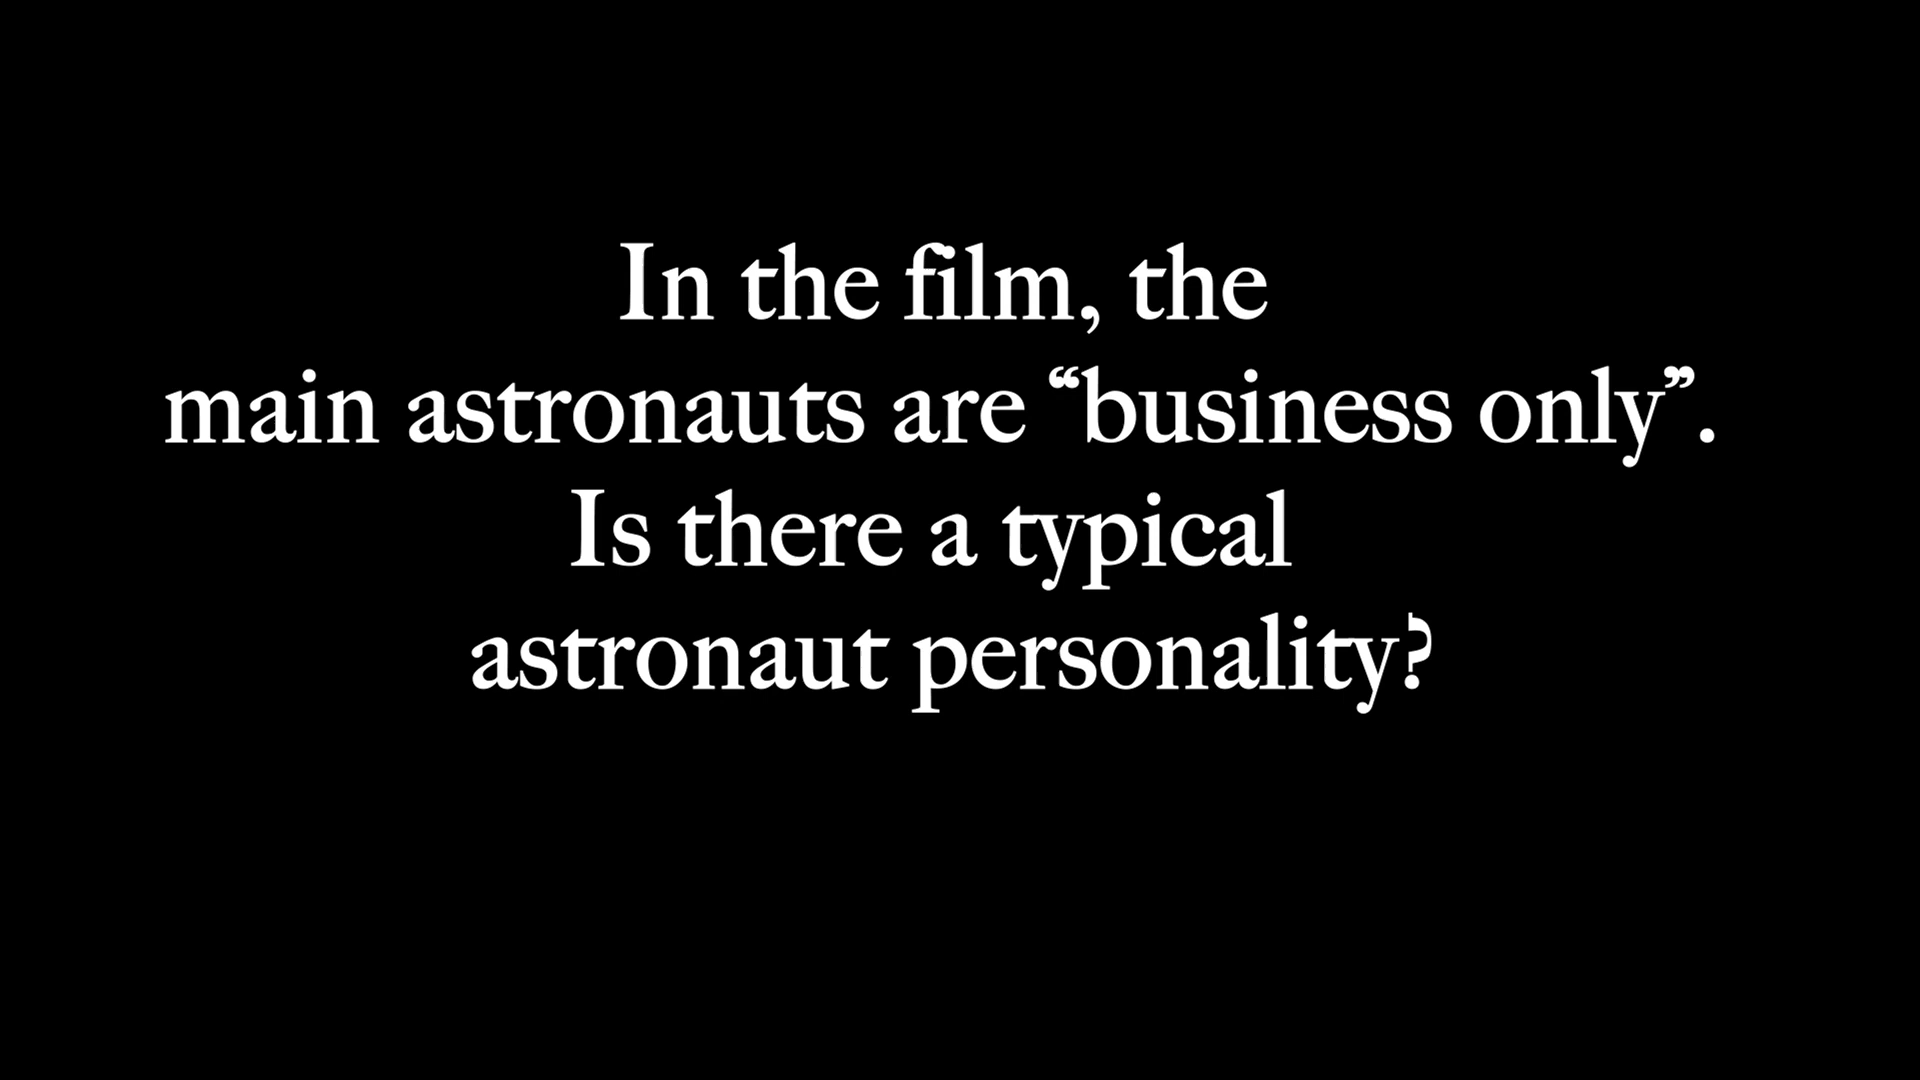 In the film, the
main astronauts are “business only”.
Is there a typical
astronaut personality?